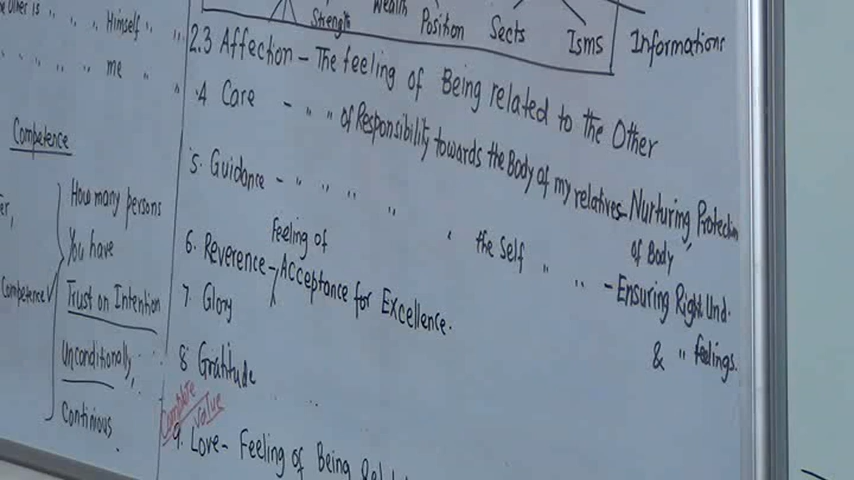 other is " " Himself " "
" " " " me " "
Competence
How many persons
You have
Competence
Trust on Intention
Unconditionally,
Continious
Strength
Wealth
Position
Sects
Isms
Informations
2.3 Affection - The feeling of Being related to the Other
.4 Care - " " of Responsibility towards the Body of my relatives - Nurturing, Protection
of Body
5. Guidance - " " " " " the Self " " - Ensuring Right Und.
& " feelings.
6. Reverence - Feeling of
Acceptance for Excellence.
7. Glory
8 Gratitude
Complete
Value
9. Love - Feeling of Being